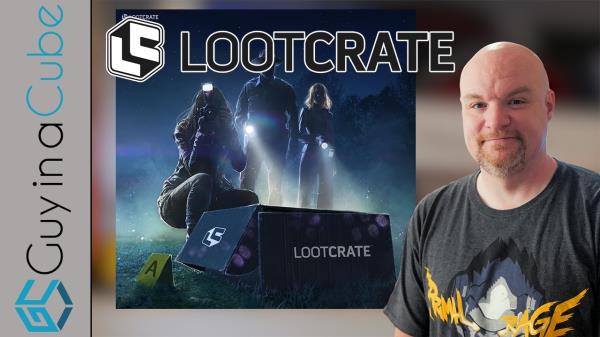 Guy in a Cube
LOOTCRATE
LOOTCRATE
LOOTCRATE
A
PRIMAL
RAGE